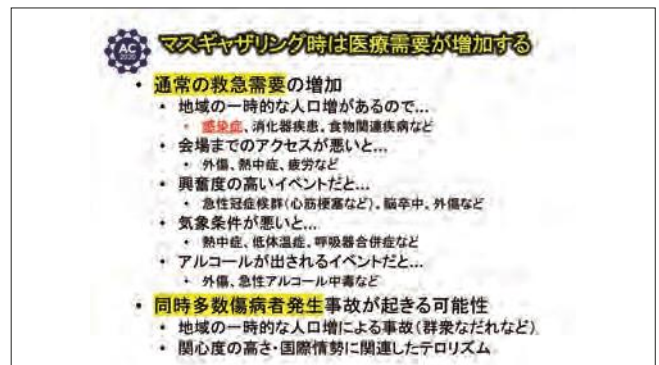 AC
2020
マスギャザリング時は医療需要が増加する
・ 通常の救急需要の増加
・ 地域の一時的な人口増があるので…
・ 感染症、消化器疾患、食物関連疾病など
・ 会場までのアクセスが悪いと…
・ 外傷、熱中症、疲労など
・ 興奮度の高いイベントだと…
・ 急性冠症候群(心筋梗塞など)、脳卒中、外傷など
・ 気象条件が悪いと…
・ 熱中症、低体温症、呼吸器合併症など
・ アルコールが出されるイベントだと…
・ 外傷、急性アルコール中毒など
・ 同時多数傷病者発生事故が起きる可能性
・ 地域の一時的な人口増による事故(群衆なだれなど)
・ 関心度の高さ・国際情勢に関連したテロリズム